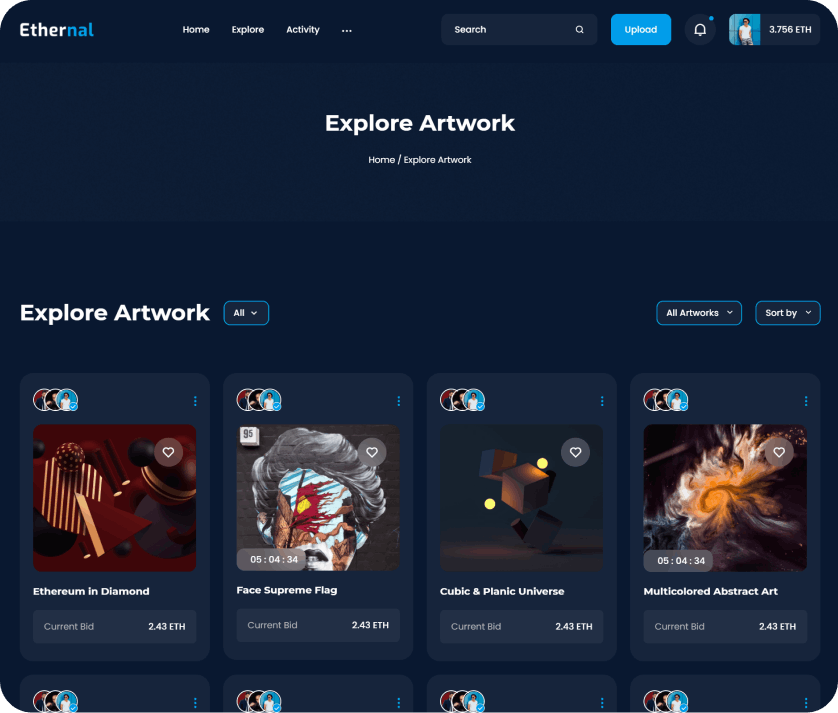 Ethernal
Home Explore Activity ...
Search
Upload
3.756 ETH
Explore Artwork
Home / Explore Artwork
Explore Artwork
All
All Artworks
Sort by
95
05 : 04 : 34
05 : 04 : 34
Ethereum in Diamond
Face Supreme Flag
Cubic & Planic Universe
Multicolored Abstract Art
Current Bid 2.43 ETH
Current Bid 2.43 ETH
Current Bid 2.43 ETH
Current Bid 2.43 ETH